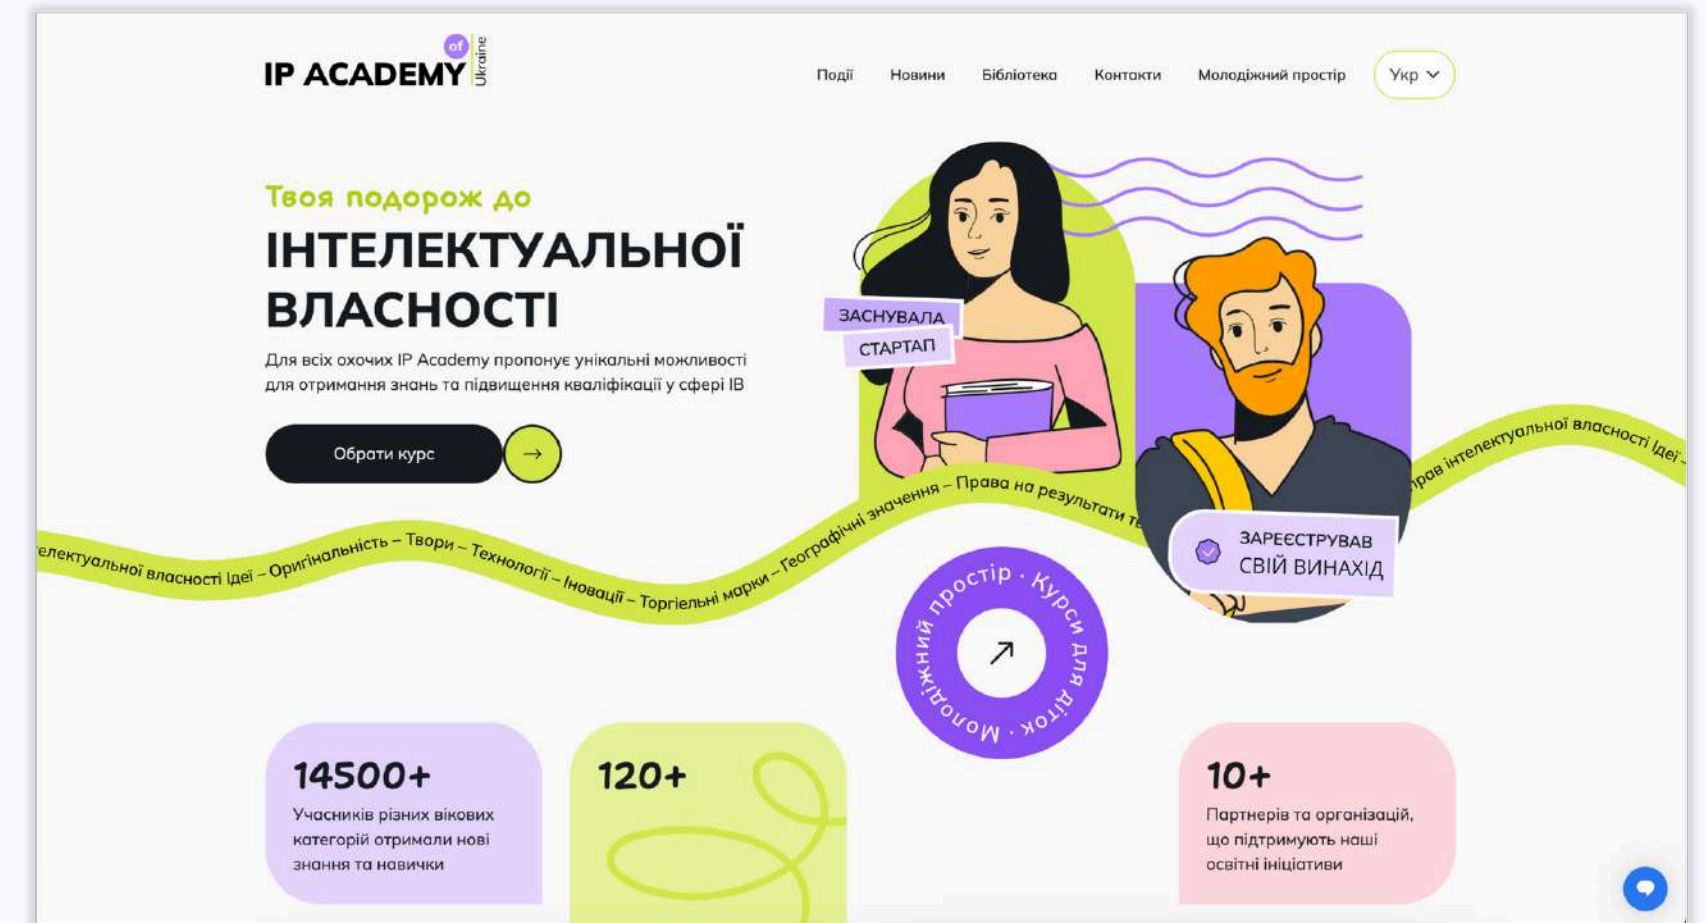 IP ACADEMY
of
Ukraine
Події
Новини
Бібліотека
Контакти
Молодіжний простір
Укр
Твоя подорож до
ІНТЕЛЕКТУАЛЬНОЇ
ВЛАСНОСТІ
Для всіх охочих IP Academy пропонує унікальні можливості
для отримання знань та підвищення кваліфікації у сфері ІВ
Обрати курс
ЗАСНУВАЛА
СТАРТАП
ЗАРЕЄСТРУВАВ
СВІЙ ВИНАХІД
електуальної власності Ідеї – Оригінальність – Твори – Технології – Іновації – Торгіельні марки – Географічні значення – Права на результати
прав інтелектуальної власності Ідеї –
Молодіжний простір · Курси для діток ·
14500+
Учасників різних вікових
категорій отримали нові
знання та навички
120+
10+
Партнерів та організацій,
що підтримують наші
освітні ініціативи